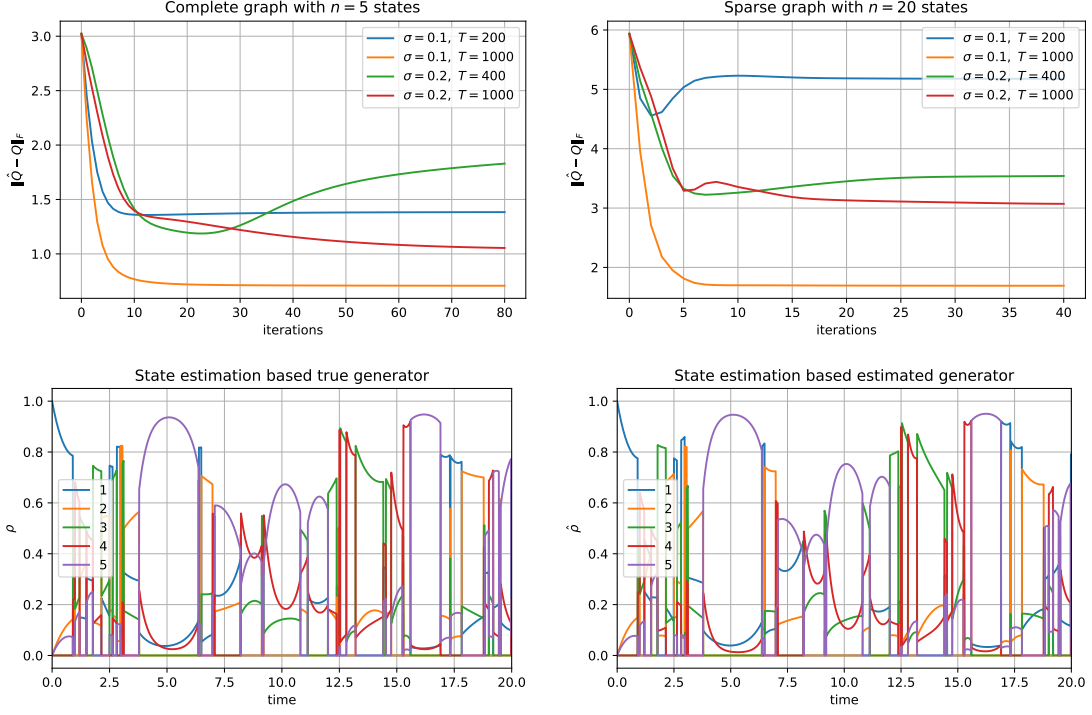 Complete graph with n = 5 states
3.0
2.5
2.0
1.5
1.0
‖Q̂ − Q‖F
σ = 0.1, T = 200
σ = 0.1, T = 1000
σ = 0.2, T = 400
σ = 0.2, T = 1000
0 10 20 30 40 50 60 70 80
iterations
Sparse graph with n = 20 states
6
5
4
3
2
‖Q̂ − Q‖F
σ = 0.1, T = 200
σ = 0.1, T = 1000
σ = 0.2, T = 400
σ = 0.2, T = 1000
0 5 10 15 20 25 30 35 40
iterations
State estimation based true generator
1.0
0.8
0.6
0.4
0.2
0.0
ρ
1
2
3
4
5
0.0 2.5 5.0 7.5 10.0 12.5 15.0 17.5 20.0
time
State estimation based estimated generator
1.0
0.8
0.6
0.4
0.2
0.0
ρ̂
1
2
3
4
5
0.0 2.5 5.0 7.5 10.0 12.5 15.0 17.5 20.0
time